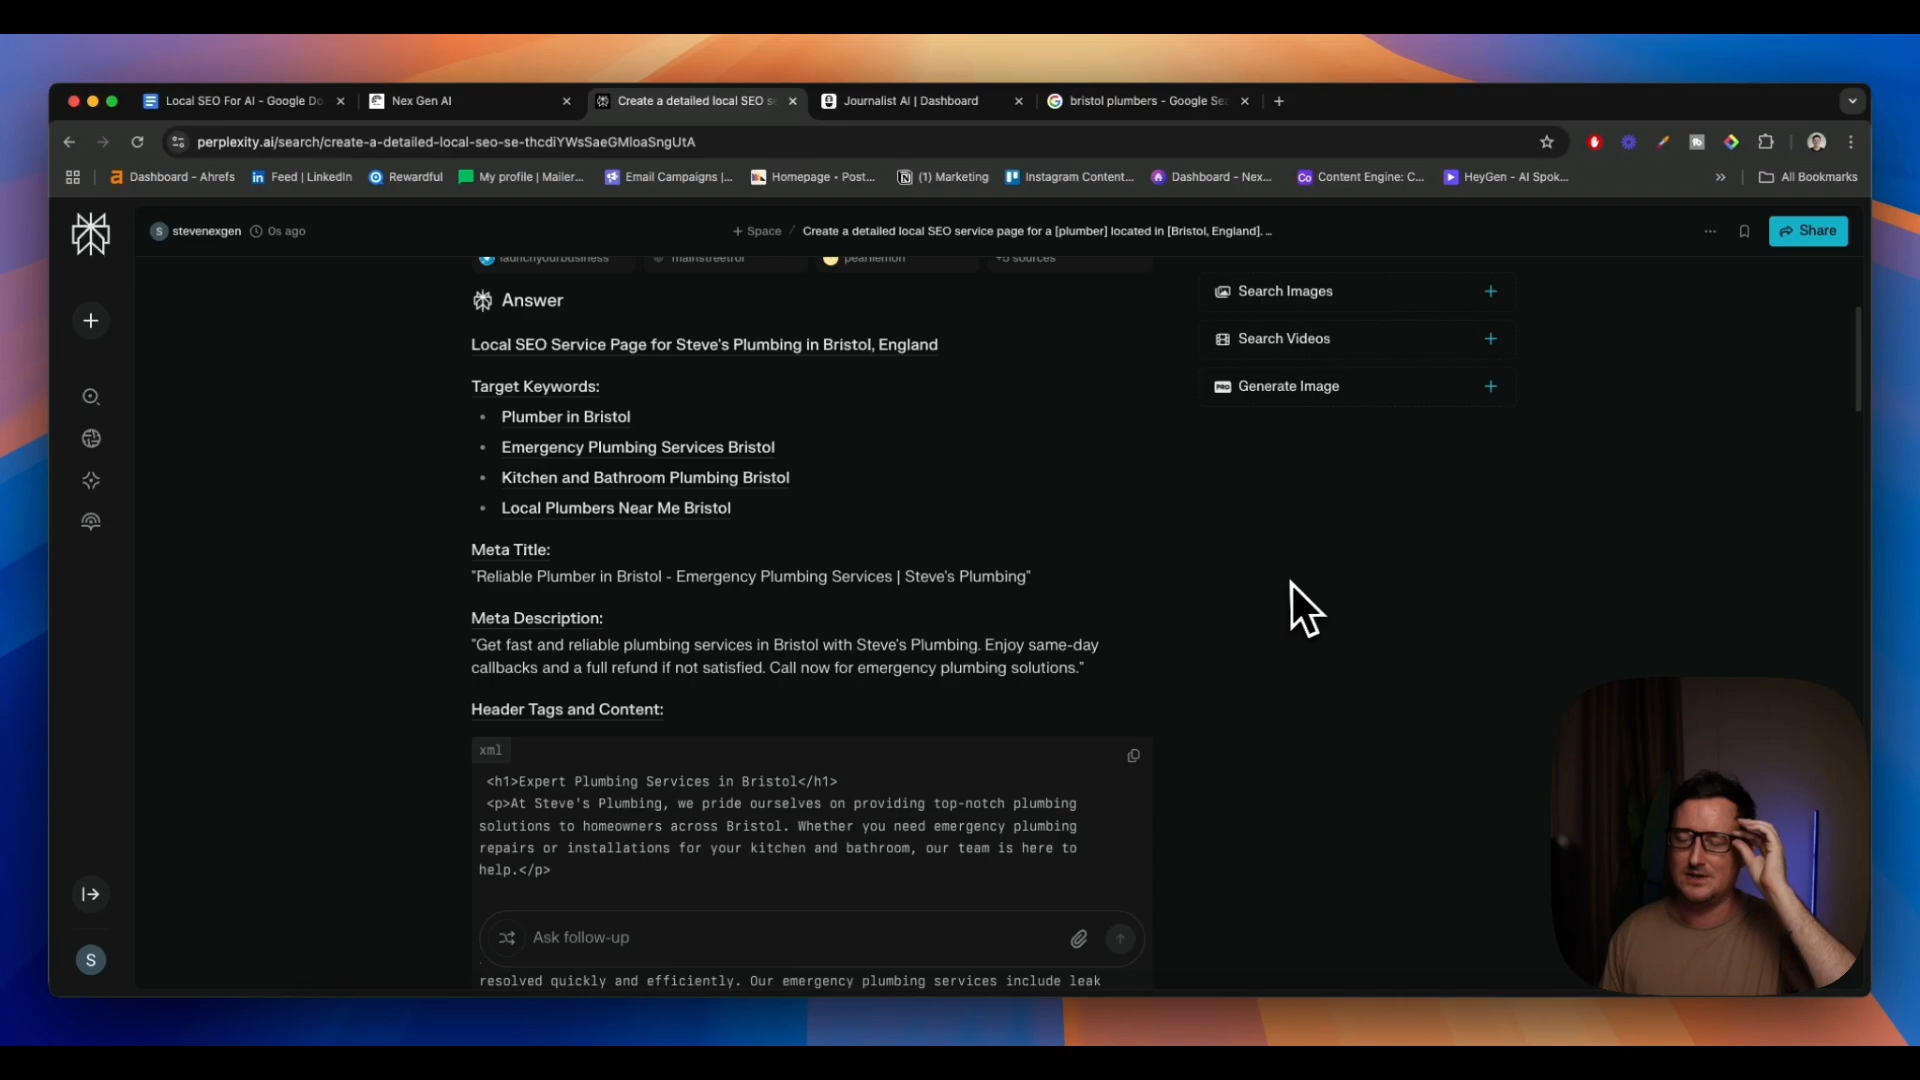 Local SEO For AI - Google Do
Nex Gen AI
Create a detailed local SEO se
Journalist AI | Dashboard
bristol plumbers - Google Se
perplexity.ai/search/create-a-detailed-local-seo-se-thcdiYWsSaeGMIoaSngUtA
Dashboard - Ahrefs
Feed | LinkedIn
Rewardful
My profile | Mailer...
Email Campaigns |...
Homepage • Post...
(1) Marketing
Instagram Content...
Dashboard - Nex...
Content Engine: C...
HeyGen - AI Spok...
All Bookmarks
S stevenexgen 0s ago
+ Space / Create a detailed local SEO service page for a [plumber] located in [Bristol, England]. ...
Share
launchyourbusiness
mainstreetroi
pearllemon
+5 sources
Answer
Search Images
Search Videos
PRO Generate Image
Local SEO Service Page for Steve's Plumbing in Bristol, England
Target Keywords:
• Plumber in Bristol
• Emergency Plumbing Services Bristol
• Kitchen and Bathroom Plumbing Bristol
• Local Plumbers Near Me Bristol
Meta Title:
"Reliable Plumber in Bristol - Emergency Plumbing Services | Steve's Plumbing"
Meta Description:
"Get fast and reliable plumbing services in Bristol with Steve's Plumbing. Enjoy same-day
callbacks and a full refund if not satisfied. Call now for emergency plumbing solutions."
Header Tags and Content:
xml
<h1>Expert Plumbing Services in Bristol</h1>
<p>At Steve's Plumbing, we pride ourselves on providing top-notch plumbing
solutions to homeowners across Bristol. Whether you need emergency plumbing
repairs or installations for your kitchen and bathroom, our team is here to
help.</p>
Ask follow-up
resolved quickly and efficiently. Our emergency plumbing services include leak
S